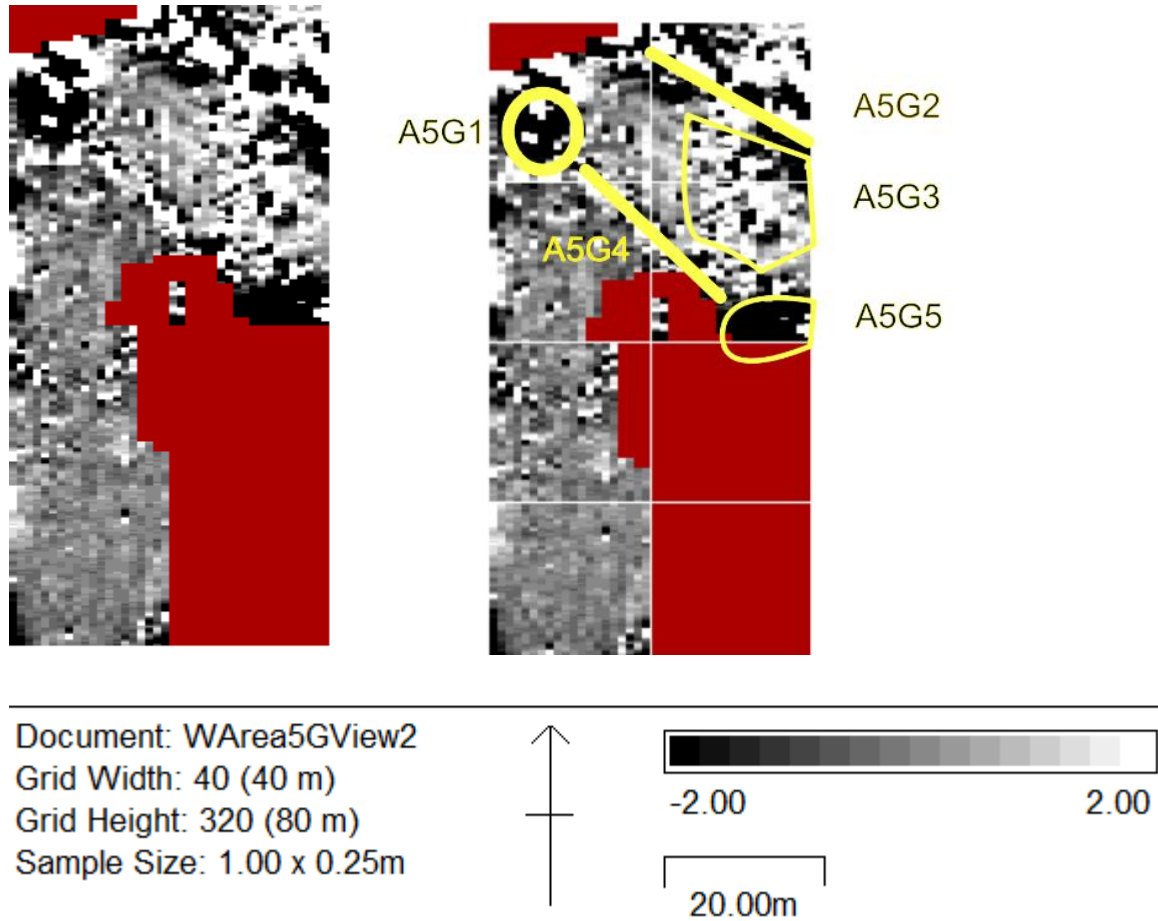 A5G1
A5G2
A5G3
A5G4
A5G5
Document: WArea5GView2
Grid Width: 40 (40 m)
Grid Height: 320 (80 m)
Sample Size: 1.00 x 0.25m
-2.00
2.00
20.00m